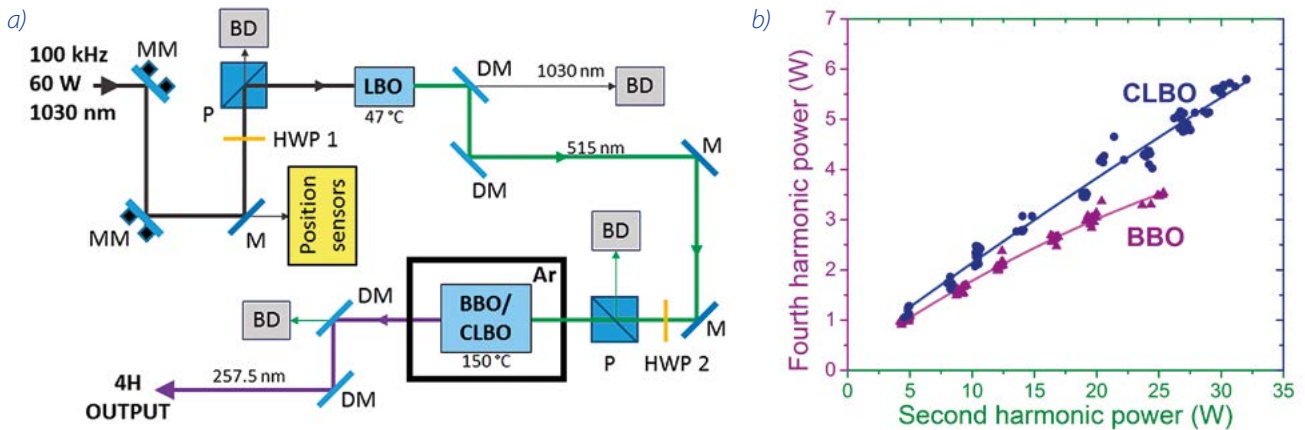 a)
100 kHz
60 W
1030 nm
MM
BD
P
HWP 1
LBO
47 °C
DM
1030 nm
BD
DM
515 nm
M
MM
M
Position
sensors
BD
Ar
BBO/
CLBO
150 °C
P
HWP 2
M
DM
BD
257.5 nm
DM
4H
OUTPUT
b)
Fourth harmonic power (W)
7
6
5
4
3
2
1
0
CLBO
BBO
0 5 10 15 20 25 30 35
Second harmonic power (W)